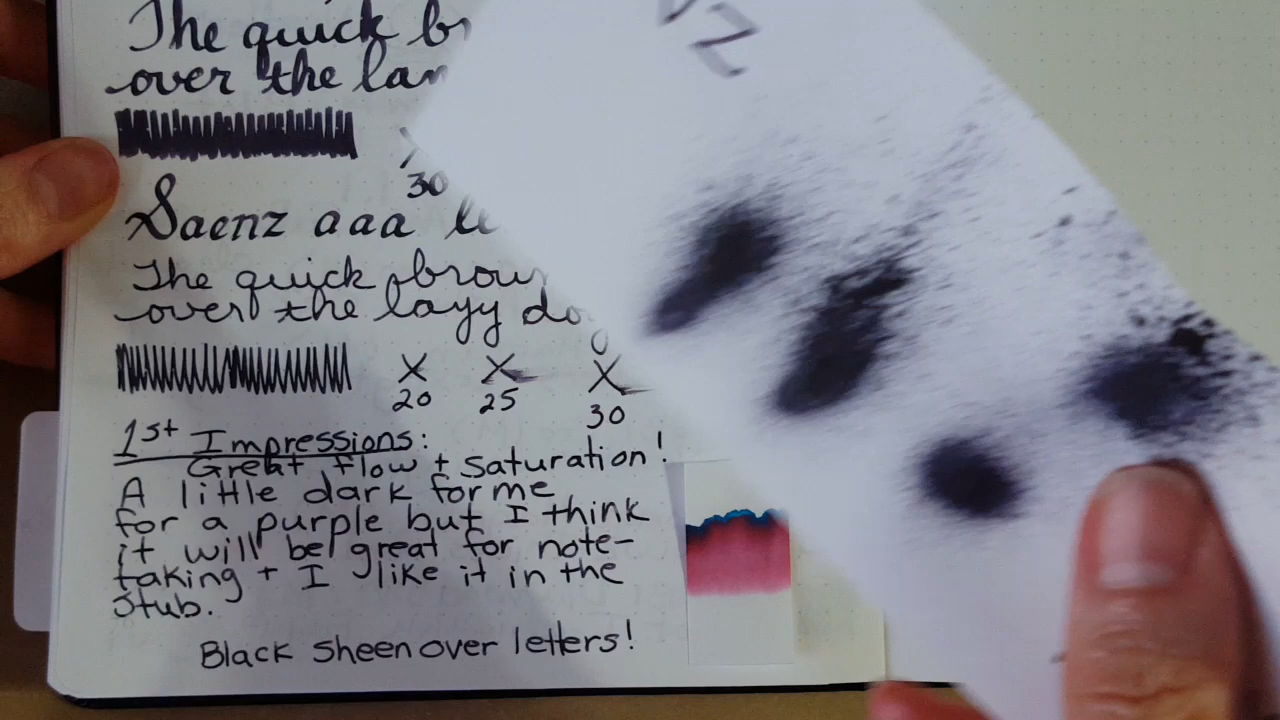 The quick br
over the lan
X
30
Saenz aaa
The quick brow
over the layy do
X X X
20 25 30
1st Impressions:
Great flow + saturation!
A little dark for me
for a purple but I think
it will be great for note-
taking + I like it in the
stub.
Black sheen over letters!